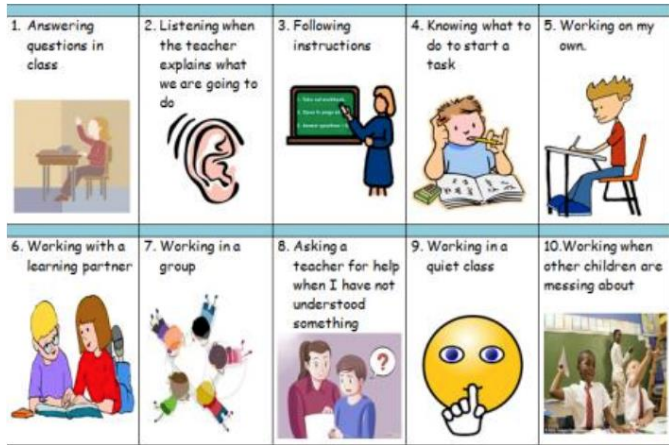 1. Answering
questions in
class
2. Listening when
the teacher
explains what
we are going to
do
3. Following
instructions
4. Knowing what to
do to start a
task
5. Working on my
own.
6. Working with a
learning partner
7. Working in a
group
8. Asking a
teacher for help
when I have not
understood
something
?
9. Working in a
quiet class
10.Working when
other children are
messing about